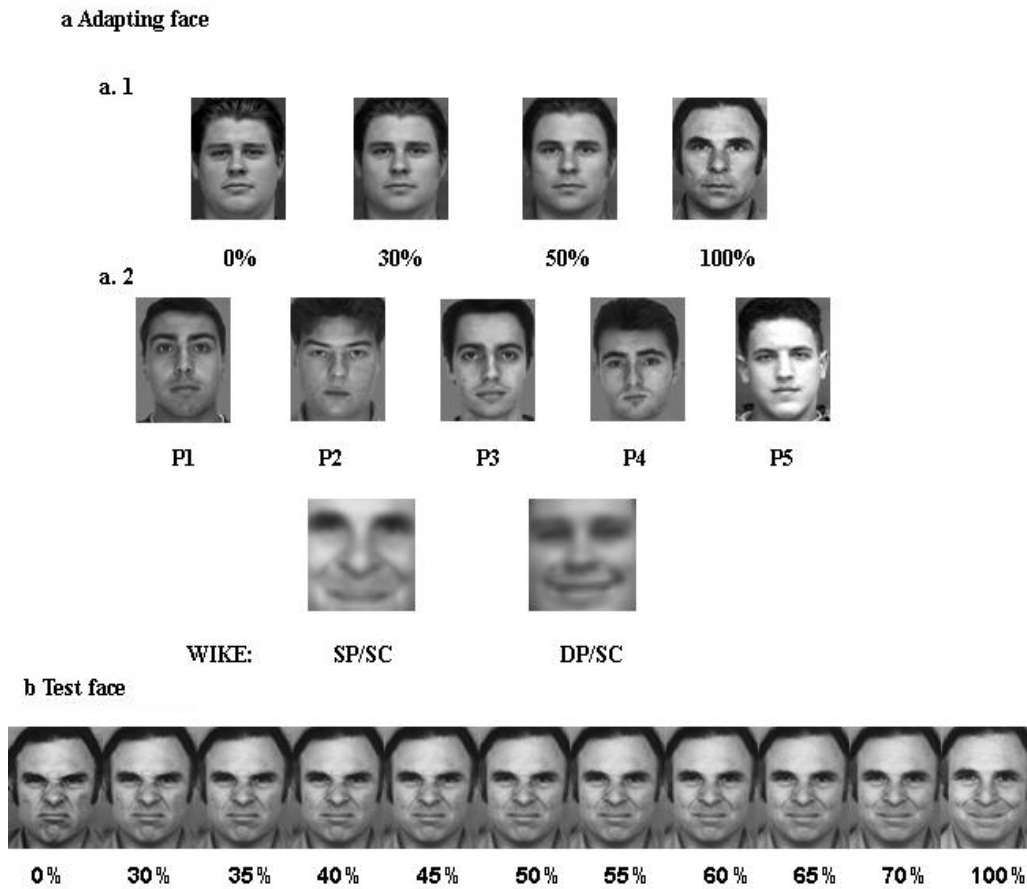 a Adapting face
a. 1
0% 30% 50% 100%
a. 2
P1 P2 P3 P4 P5
WIKE: SP/SC DP/SC
b Test face
0% 30% 35% 40% 45% 50% 55% 60% 65% 70% 100%